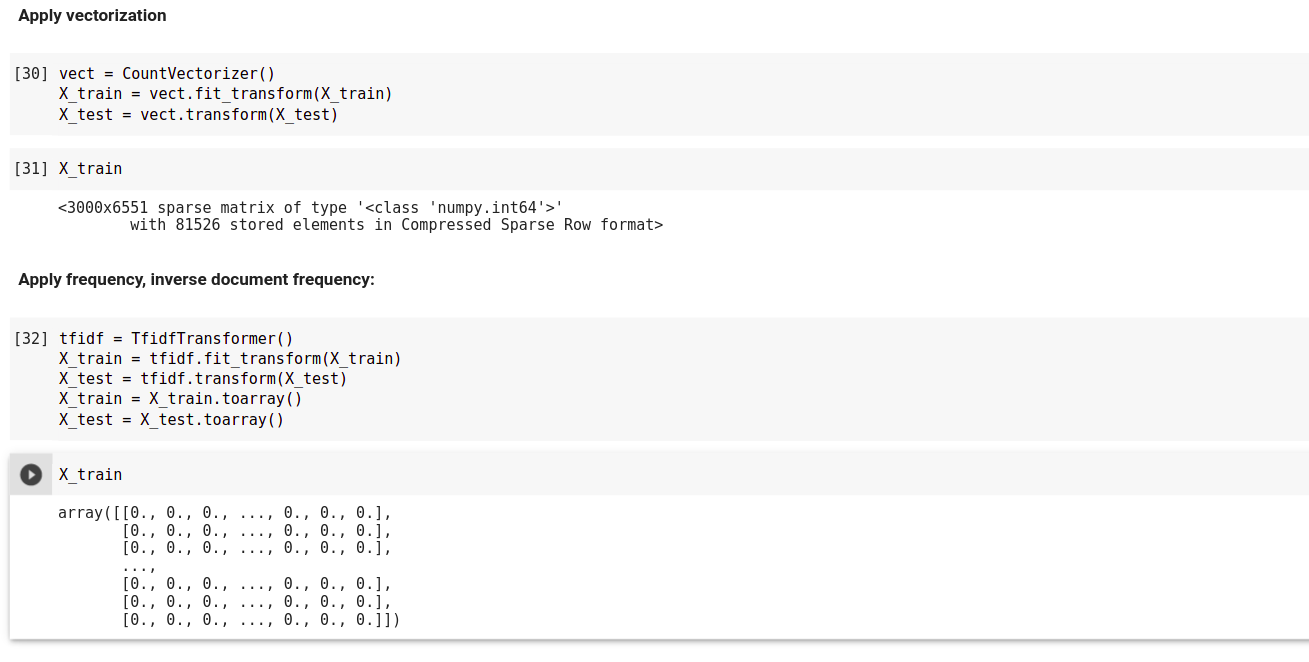 Apply vectorization
[30] vect = CountVectorizer()
X_train = vect.fit_transform(X_train)
X_test = vect.transform(X_test)
[31] X_train
<3000x6551 sparse matrix of type '<class 'numpy.int64'>'
with 81526 stored elements in Compressed Sparse Row format>
Apply frequency, inverse document frequency:
[32] tfidf = TfidfTransformer()
X_train = tfidf.fit_transform(X_train)
X_test = tfidf.transform(X_test)
X_train = X_train.toarray()
X_test = X_test.toarray()
X_train
array([[0., 0., 0., ..., 0., 0., 0.],
[0., 0., 0., ..., 0., 0., 0.],
[0., 0., 0., ..., 0., 0., 0.],
...,
[0., 0., 0., ..., 0., 0., 0.],
[0., 0., 0., ..., 0., 0., 0.],
[0., 0., 0., ..., 0., 0., 0.]])